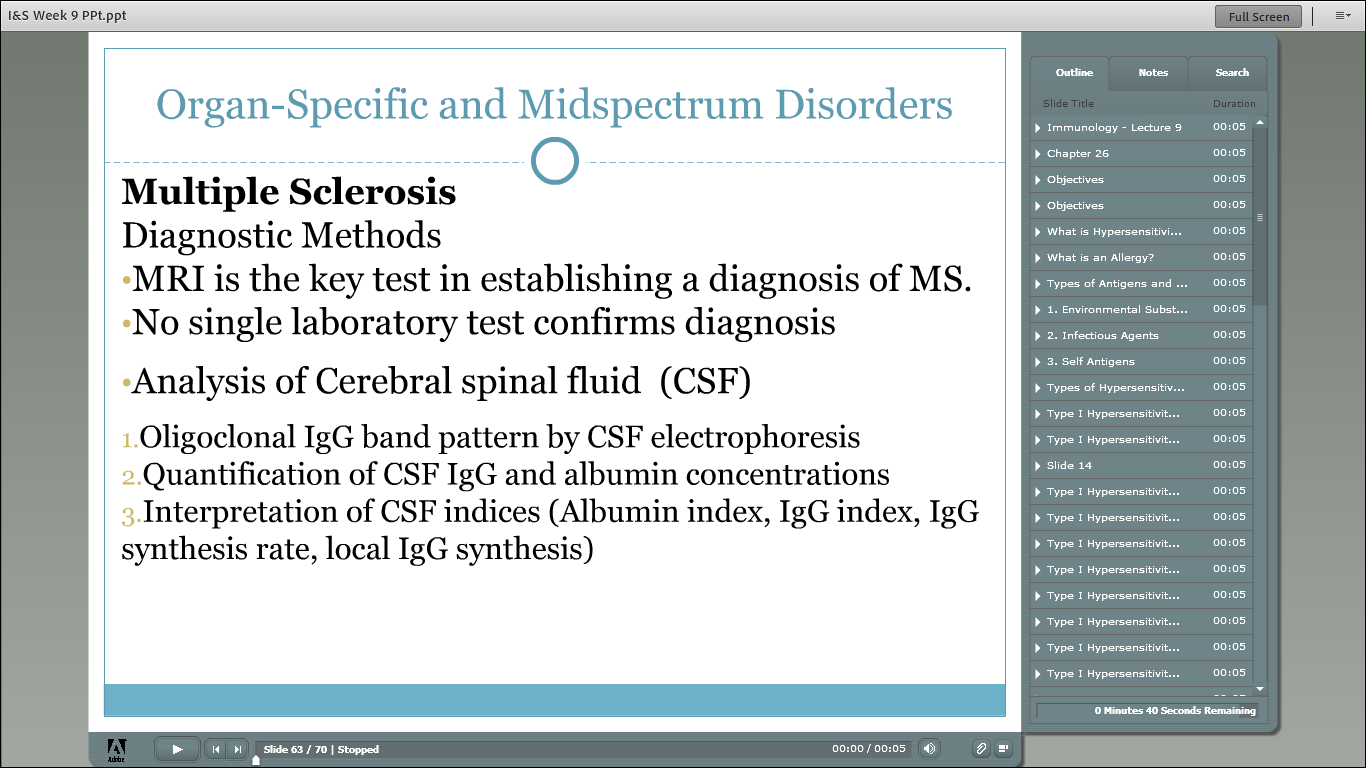 I&S Week 9 PPt.ppt
Full Screen
Organ-Specific and Midspectrum Disorders
Multiple Sclerosis
Diagnostic Methods
•MRI is the key test in establishing a diagnosis of MS.
•No single laboratory test confirms diagnosis
•Analysis of Cerebral spinal fluid  (CSF)
1.Oligoclonal IgG band pattern by CSF electrophoresis
2.Quantification of CSF IgG and albumin concentrations
3.Interpretation of CSF indices (Albumin index, IgG index, IgG
synthesis rate, local IgG synthesis)
Outline Notes Search
Slide Title Duration
Immunology - Lecture 9 00:05
Chapter 26 00:05
Objectives 00:05
Objectives 00:05
What is Hypersensitivi... 00:05
What is an Allergy? 00:05
Types of Antigens and ... 00:05
1. Environmental Subst... 00:05
2. Infectious Agents 00:05
3. Self Antigens 00:05
Types of Hypersensitiv... 00:05
Type I Hypersensitivit... 00:05
Type I Hypersensitivit... 00:05
Slide 14 00:05
Type I Hypersensitivit... 00:05
Type I Hypersensitivit... 00:05
Type I Hypersensitivit... 00:05
Type I Hypersensitivit... 00:05
Type I Hypersensitivit... 00:05
Type I Hypersensitivit... 00:05
Type I Hypersensitivit... 00:05
Type I Hypersensitivit... 00:05
0 Minutes 40 Seconds Remaining
Adobe
Slide 63 / 70 | Stopped
00:00 / 00:05